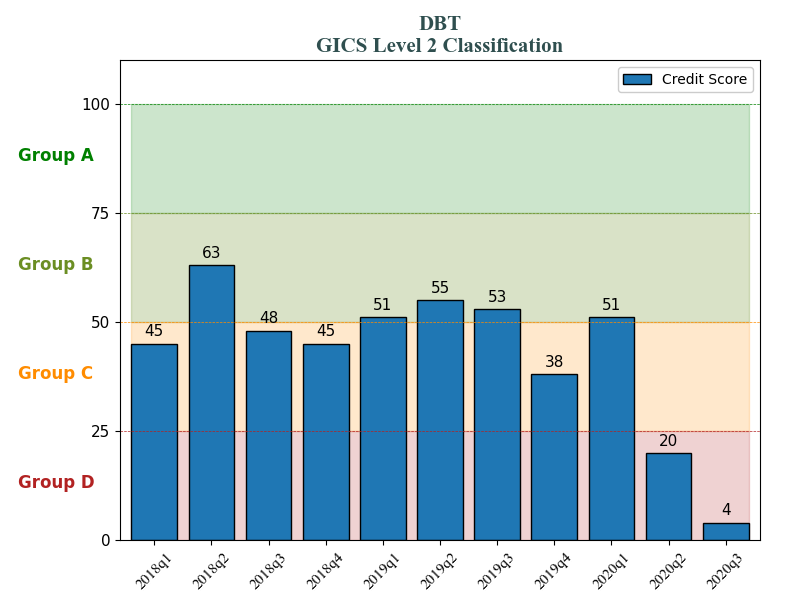 DBT
GICS Level 2 Classification
Credit Score
100
Group A
75
Group B
50
Group C
25
Group D
0
45
63
48
45
51
55
53
38
51
20
4
2018q1
2018q2
2018q3
2018q4
2019q1
2019q2
2019q3
2019q4
2020q1
2020q2
2020q3